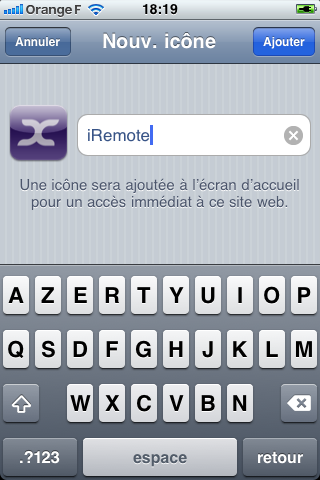 Orange F 18:19
Annuler Nouv. icône Ajouter
iRemote
Une icône sera ajoutée à l'écran d'accueil
pour un accès immédiat à ce site web.
A Z E R T Y U I O P
Q S D F G H J K L M
W X C V B N
.?123 espace retour